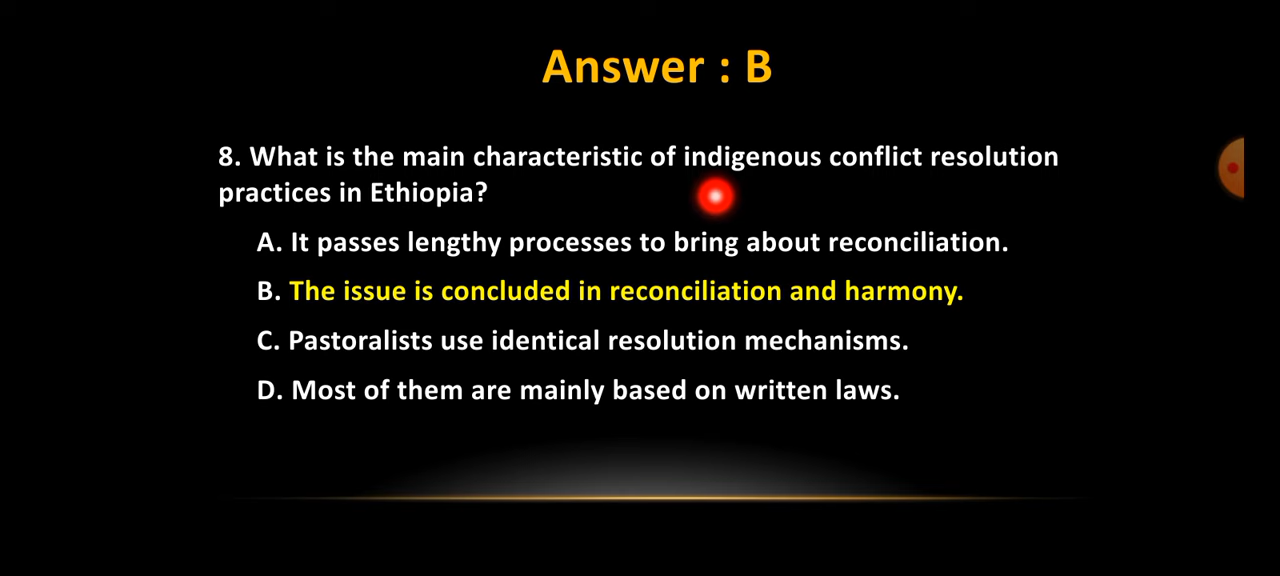 Answer : B
8. What is the main characteristic of indigenous conflict resolution
practices in Ethiopia?
A. It passes lengthy processes to bring about reconciliation.
B. The issue is concluded in reconciliation and harmony.
C. Pastoralists use identical resolution mechanisms.
D. Most of them are mainly based on written laws.